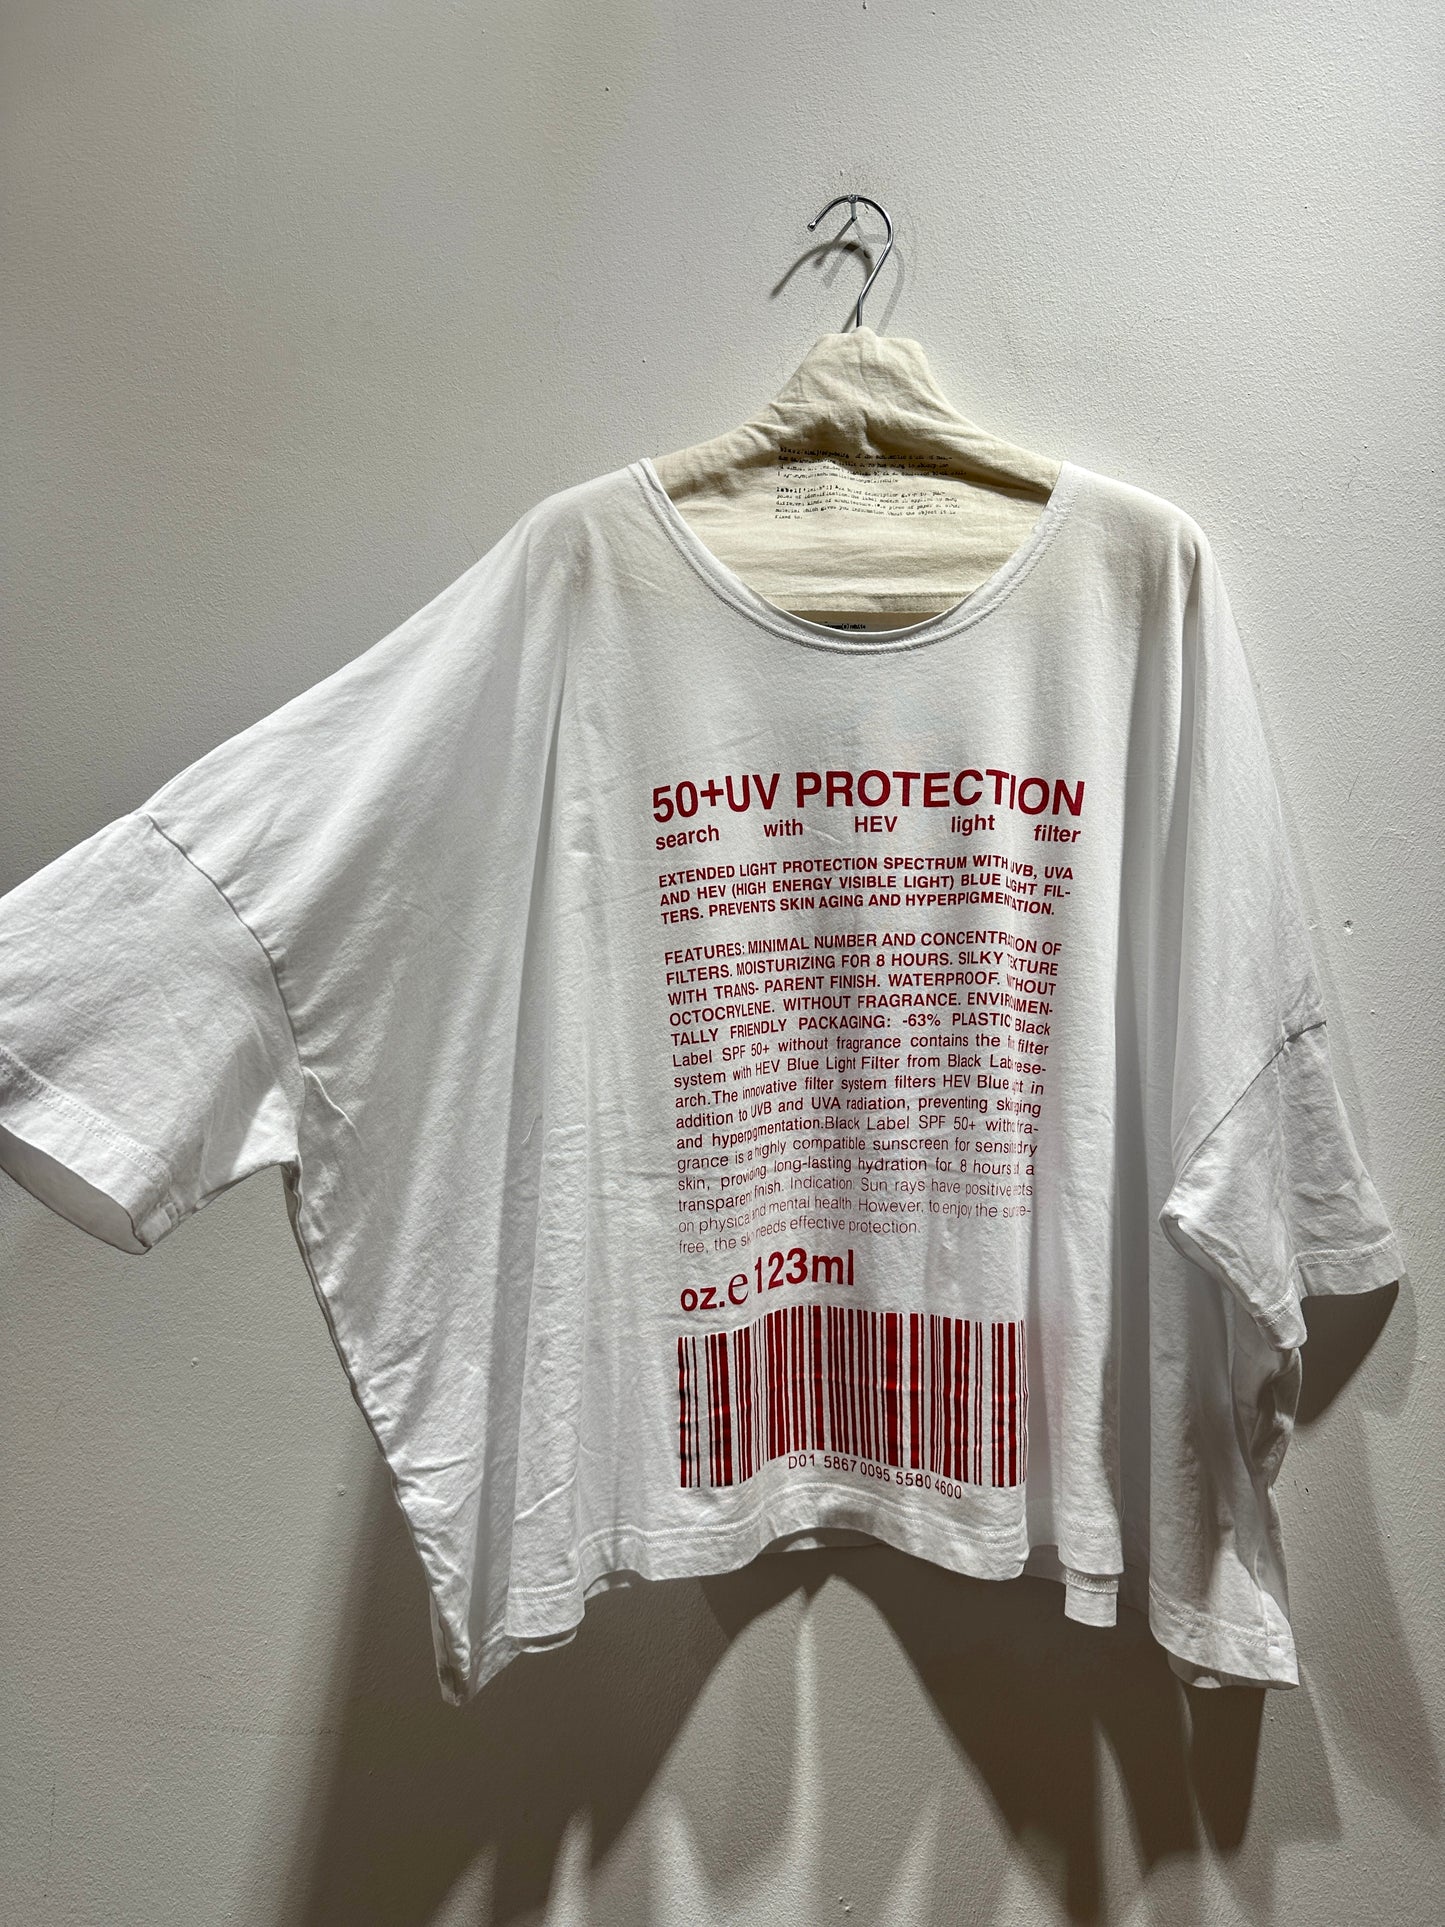 label
50+UV PROTECTION
search with HEV light filter
EXTENDED LIGHT PROTECTION SPECTRUM WITH UVB, UVA
AND HEV (HIGH ENERGY VISIBLE LIGHT) BLUE LIGHT FIL-
TERS. PREVENTS SKIN AGING AND HYPERPIGMENTATION.
FEATURES: MINIMAL NUMBER AND CONCENTRATION OF
FILTERS. MOISTURIZING FOR 8 HOURS. SILKY TEXTURE
WITH TRANS- PARENT FINISH. WATERPROOF. WITHOUT
OCTOCRYLENE. WITHOUT FRAGRANCE. ENVIRONMEN-
TALLY FRIENDLY PACKAGING: -63% PLASTIC Black
Label SPF 50+ without fragrance contains the filter
system with HEV Blue Light Filter from Black
arch.The innovative filter system filters HEV Blue in
addition to UVB and UVA radiation, preventing skin
and hyperpigmentation.Black Label SPF 50+ fra-
grance is a highly compatible sunscreen for dry
skin, providing long-lasting hydration for 8 hours a
transparent finish. Indication. Sun rays have positive
on physical and mental health However, to enjoy the
free, the skin needs effective protection.
oz.e 123ml
D01 5867 0095 5580 4600